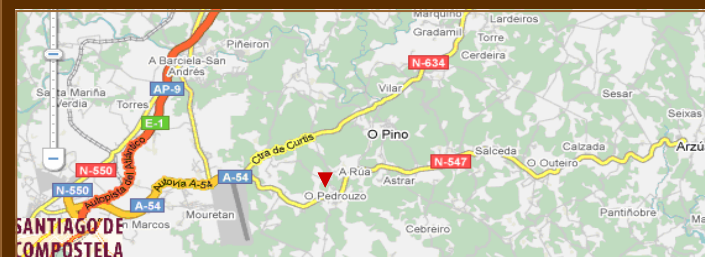 Marquiño
Lardeiros
Gradamil
Torre
Piñeiron
Cerdeira
A Barciela-San
Andrés
N-634
AP-9
Vilar
Santa Mariña
Verdia
Torres
Sesar
E-1
Seixas
Ctra de Curtis
O Pino
Calzada
Arzú
Salceda
N-547
O Outeiro
Autopista del Atlántico
N-550
A-54
A Rúa
Astrar
N-550
Autovía A-54
O Pedrouzo
A-54
Mouretan
Pantiñobre
Ma
SANTIAGO DE
COMPOSTELA
n Marcos
Cebreiro